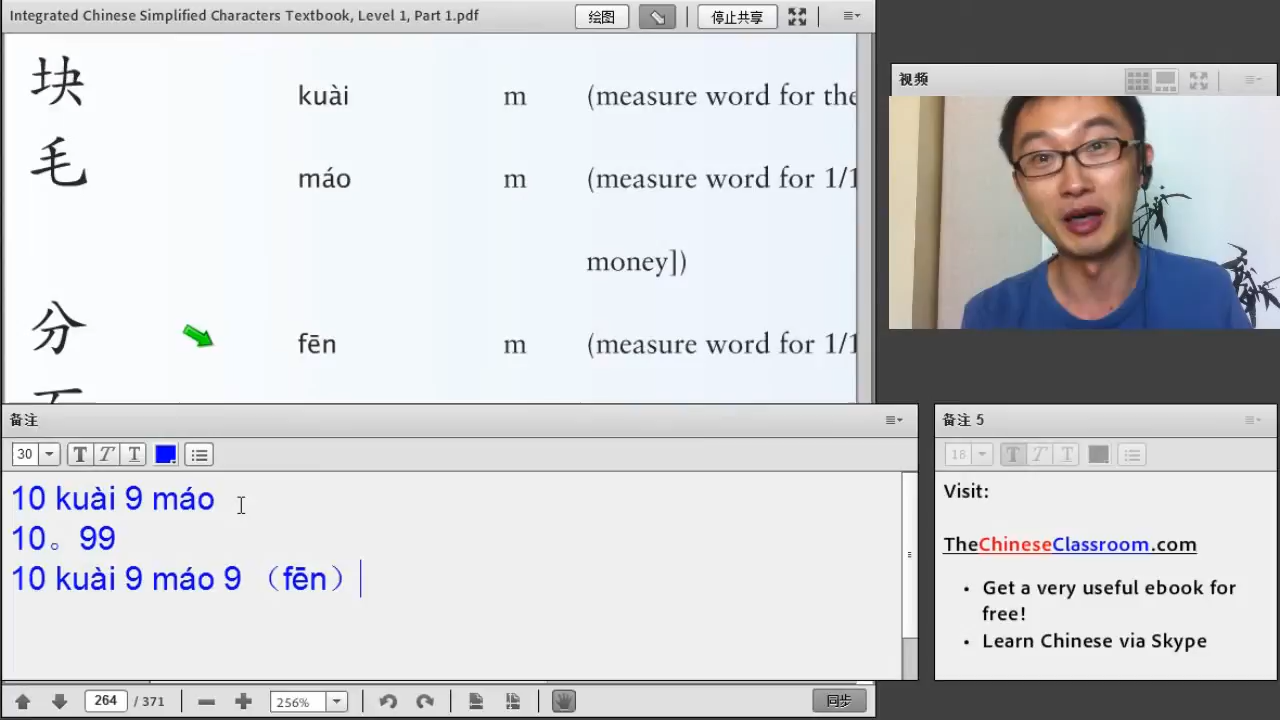 Integrated Chinese Simplified Characters Textbook, Level 1, Part 1.pdf
绘图
停止共享
块 kuài m (measure word for the
毛 máo m (measure word for 1/1
money])
分 fēn m (measure word for 1/1
视频
备注
30
10 kuài 9 máo
10。99
10 kuài 9 máo 9 （fēn）
264 / 371
256%
同步
备注 5
18
Visit:
TheChineseClassroom.com
• Get a very useful ebook for
free!
• Learn Chinese via Skype